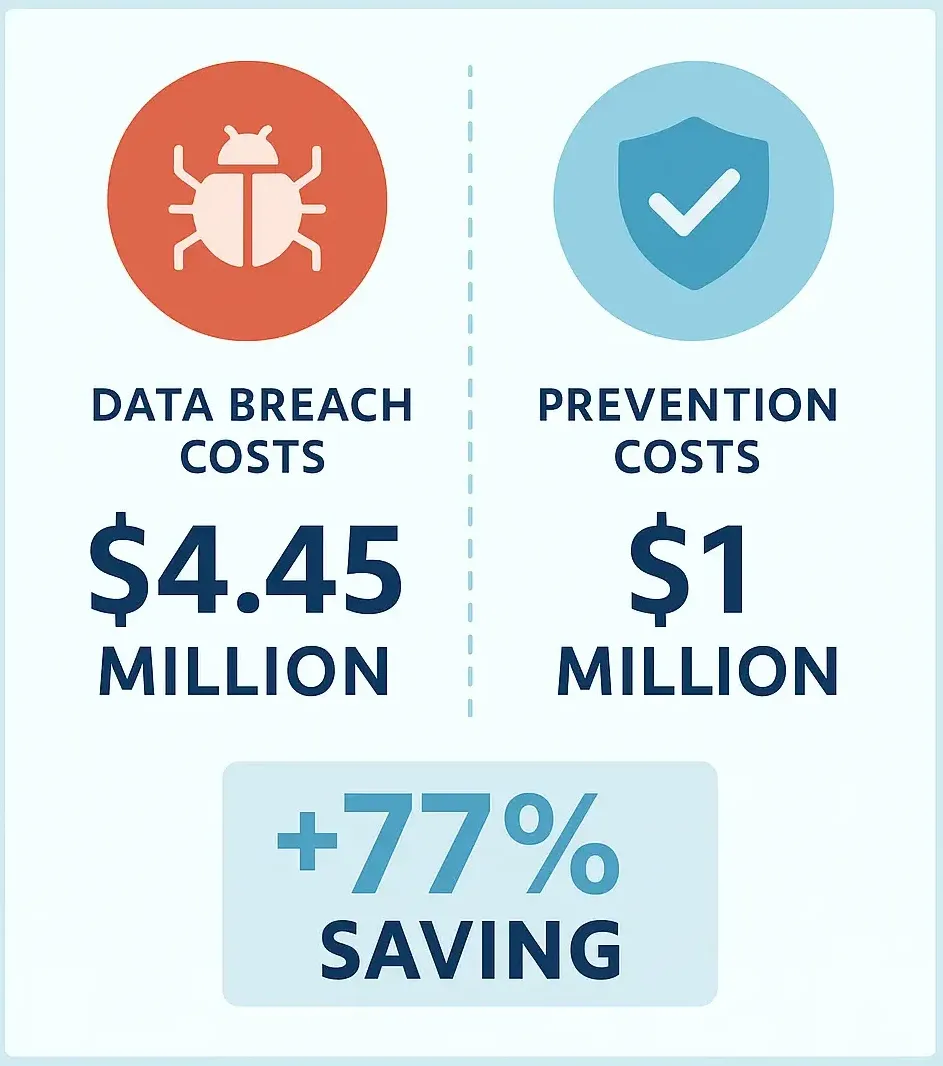 DATA BREACH
COSTS
$4.45
MILLION
PREVENTION
COSTS
$1
MILLION
+77%
SAVING